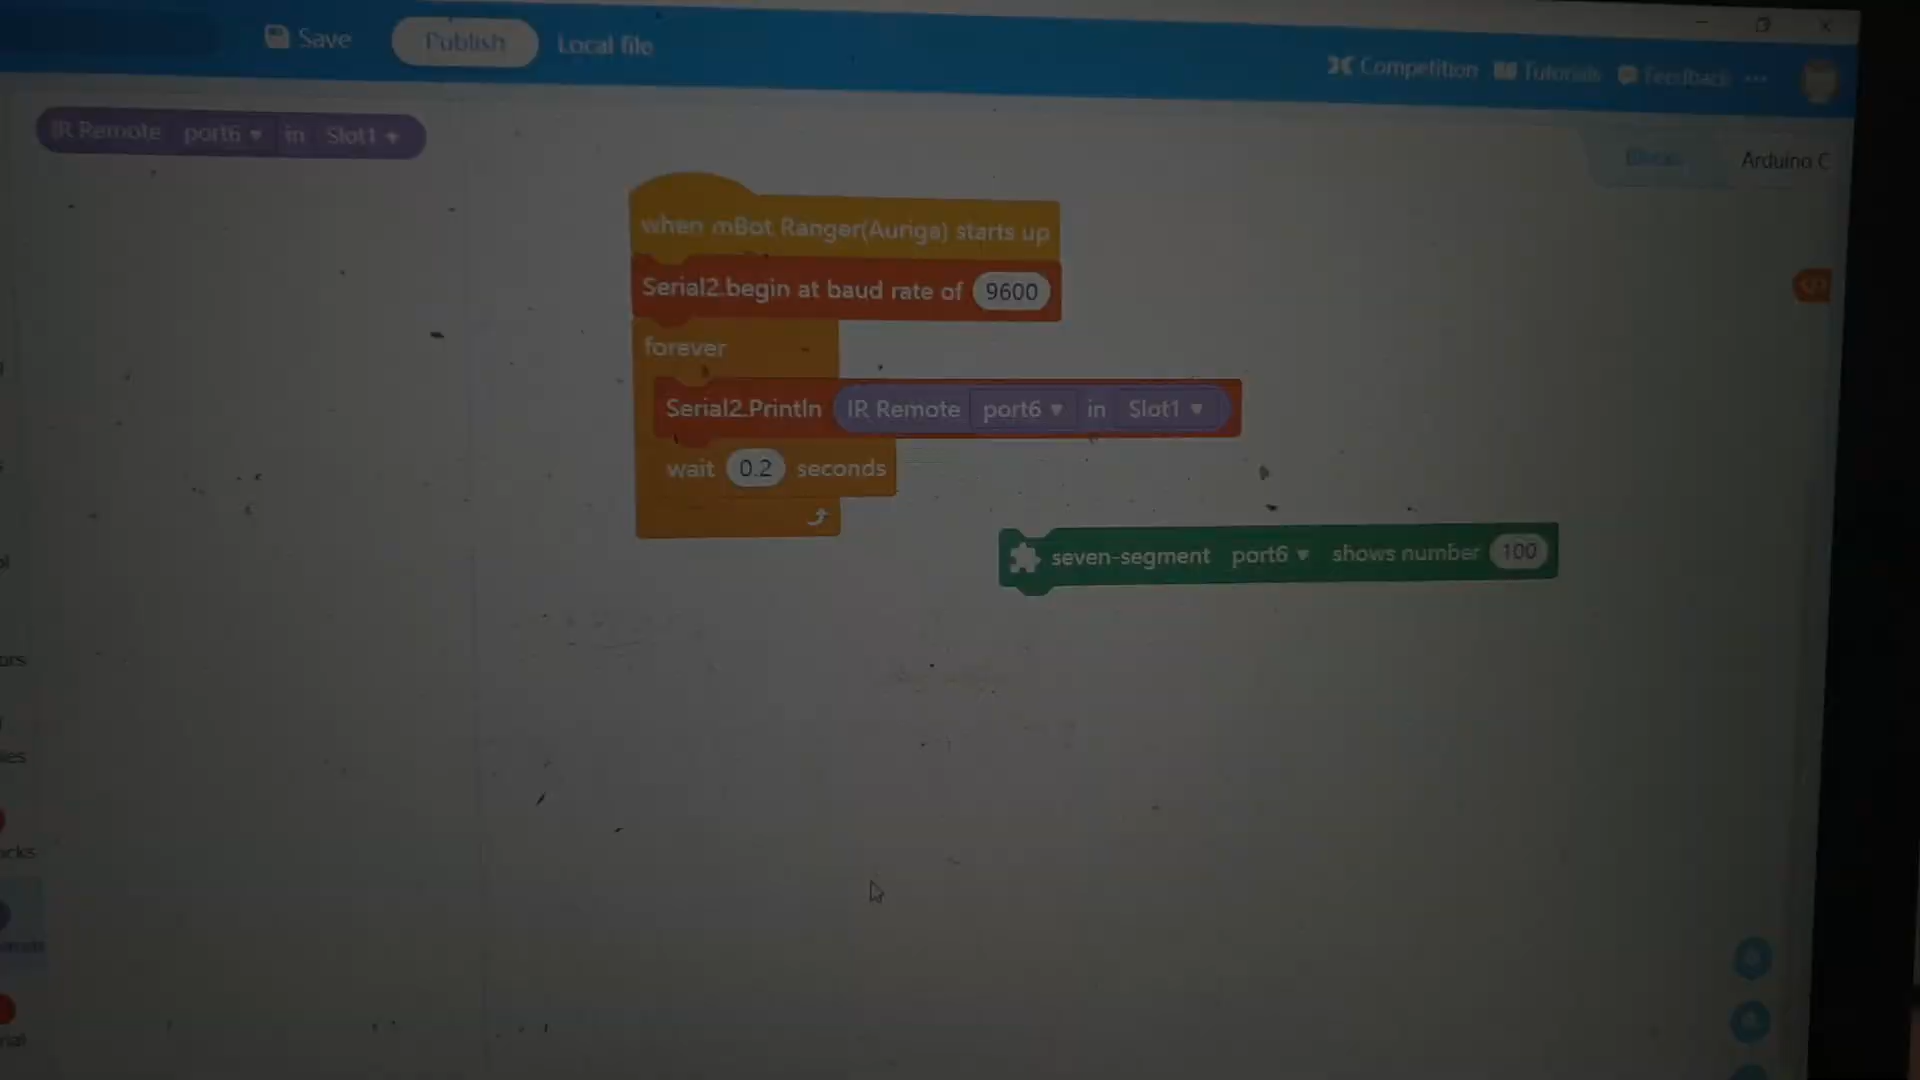 Save Publish Local file
Competition Tutorials Feedback ...
IR Remote port6 in Slot1
Blocks Arduino C
when mBot Ranger(Auriga) starts up
Serial2.begin at baud rate of 9600
forever
Serial2.Println IR Remote port6 in Slot1
wait 0.2 seconds
seven-segment port6 shows number 100